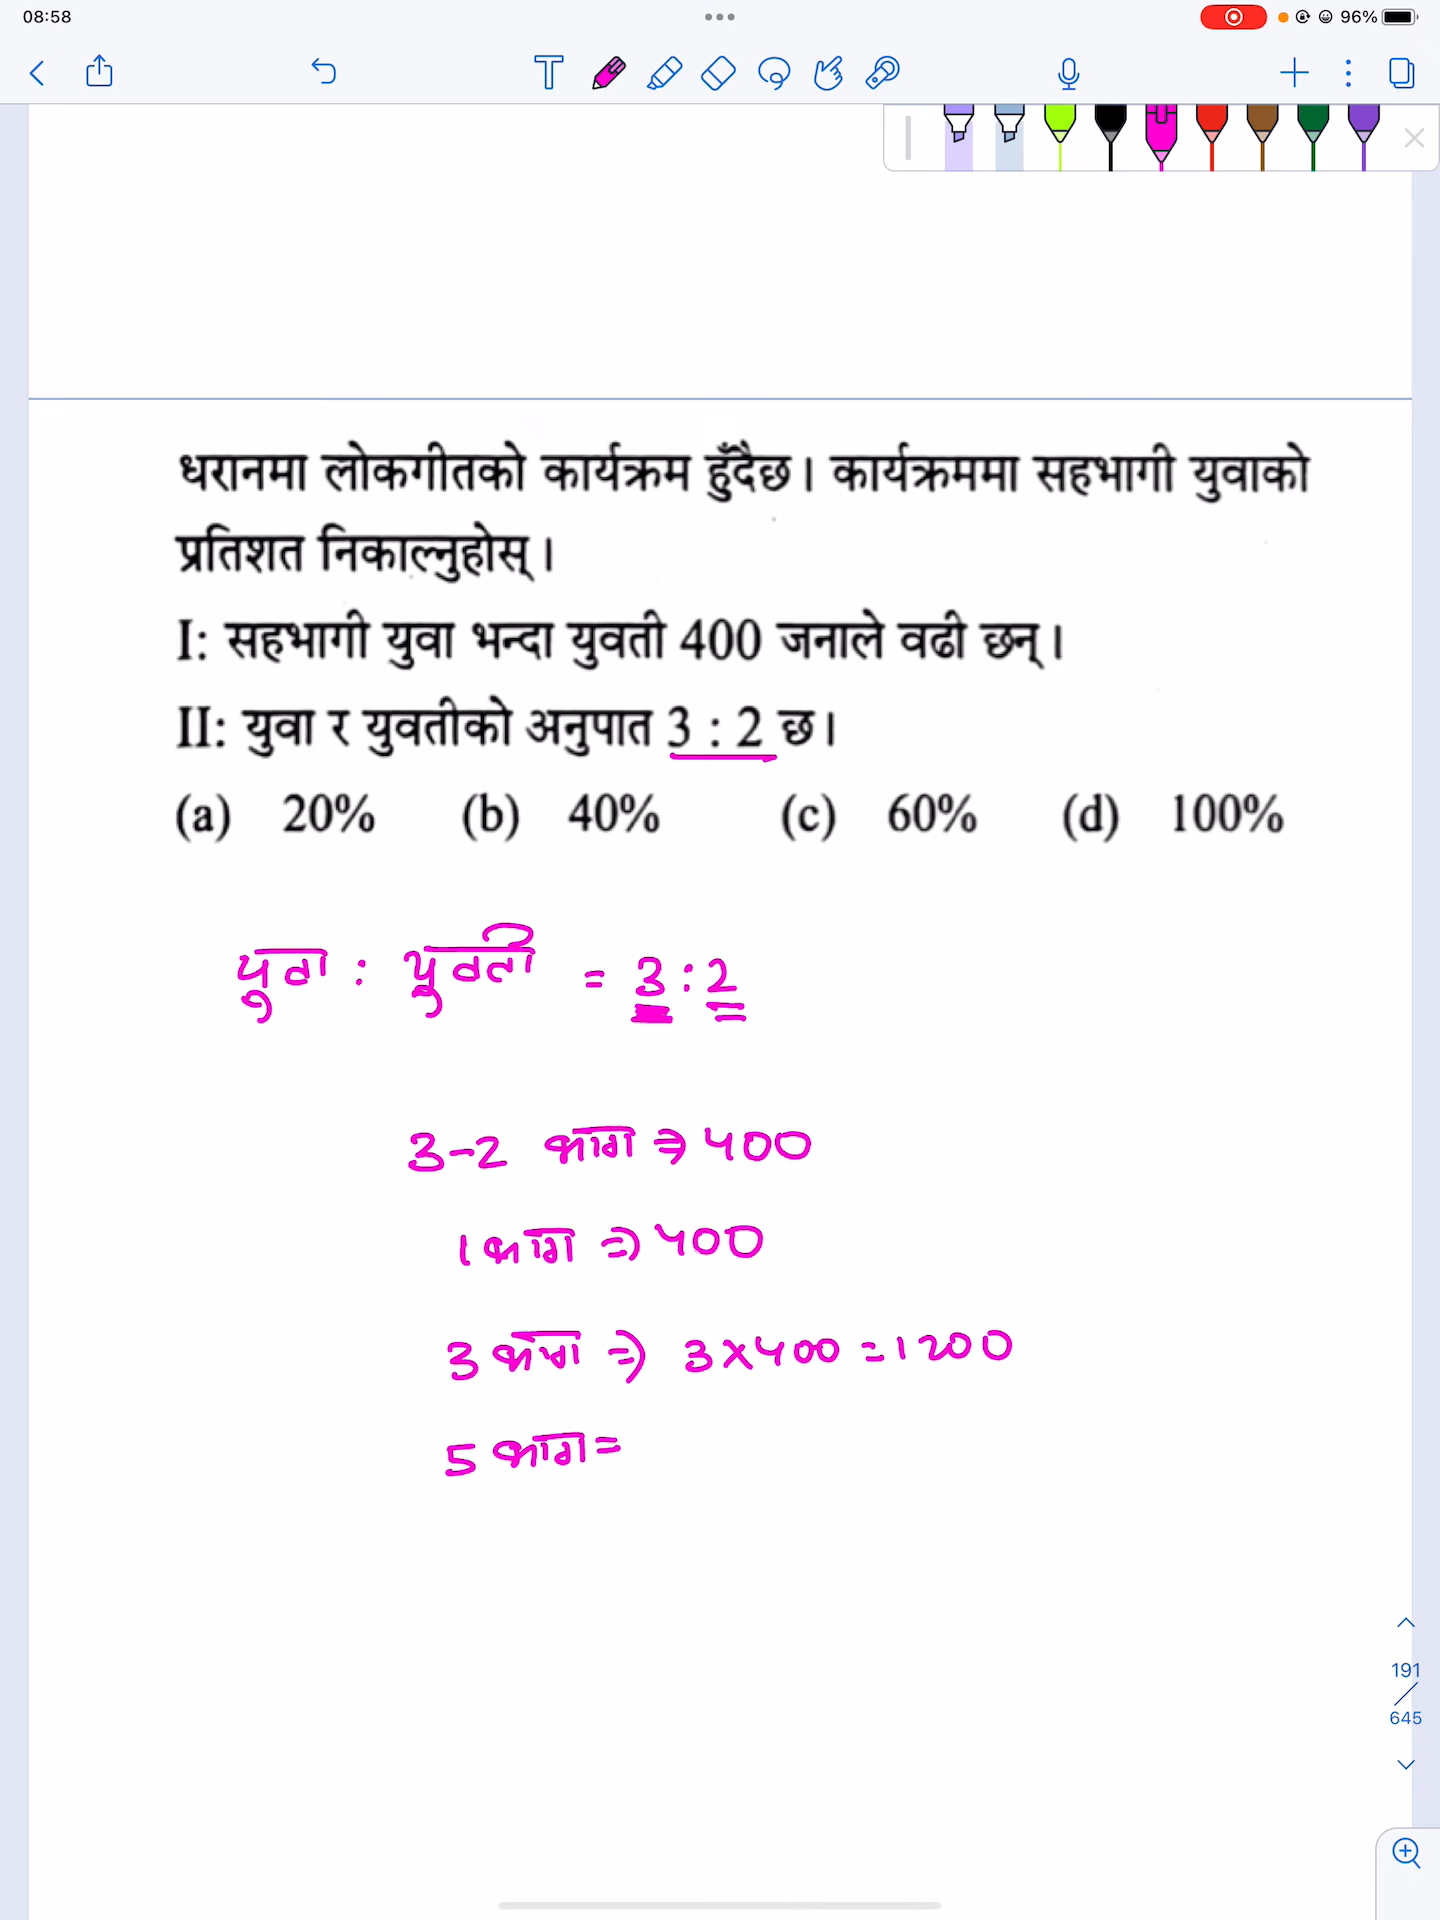 08:58
96%
धरानमा लोकगीतको कार्यक्रम हुँदैछ। कार्यक्रममा सहभागी युवाको
प्रतिशत निकाल्नुहोस्।
I: सहभागी युवा भन्दा युवती 400 जनाले वढी छन्।
II: युवा र युवतीको अनुपात 3 : 2 छ।
(a) 20% (b) 40% (c) 60% (d) 100%
युवा : युवती = 3 : 2
3-2 भाग ⇒ 400
1 भाग ⇒ 400
3 भाग ⇒ 3×400 = 1200
5 भाग =
191
/
645